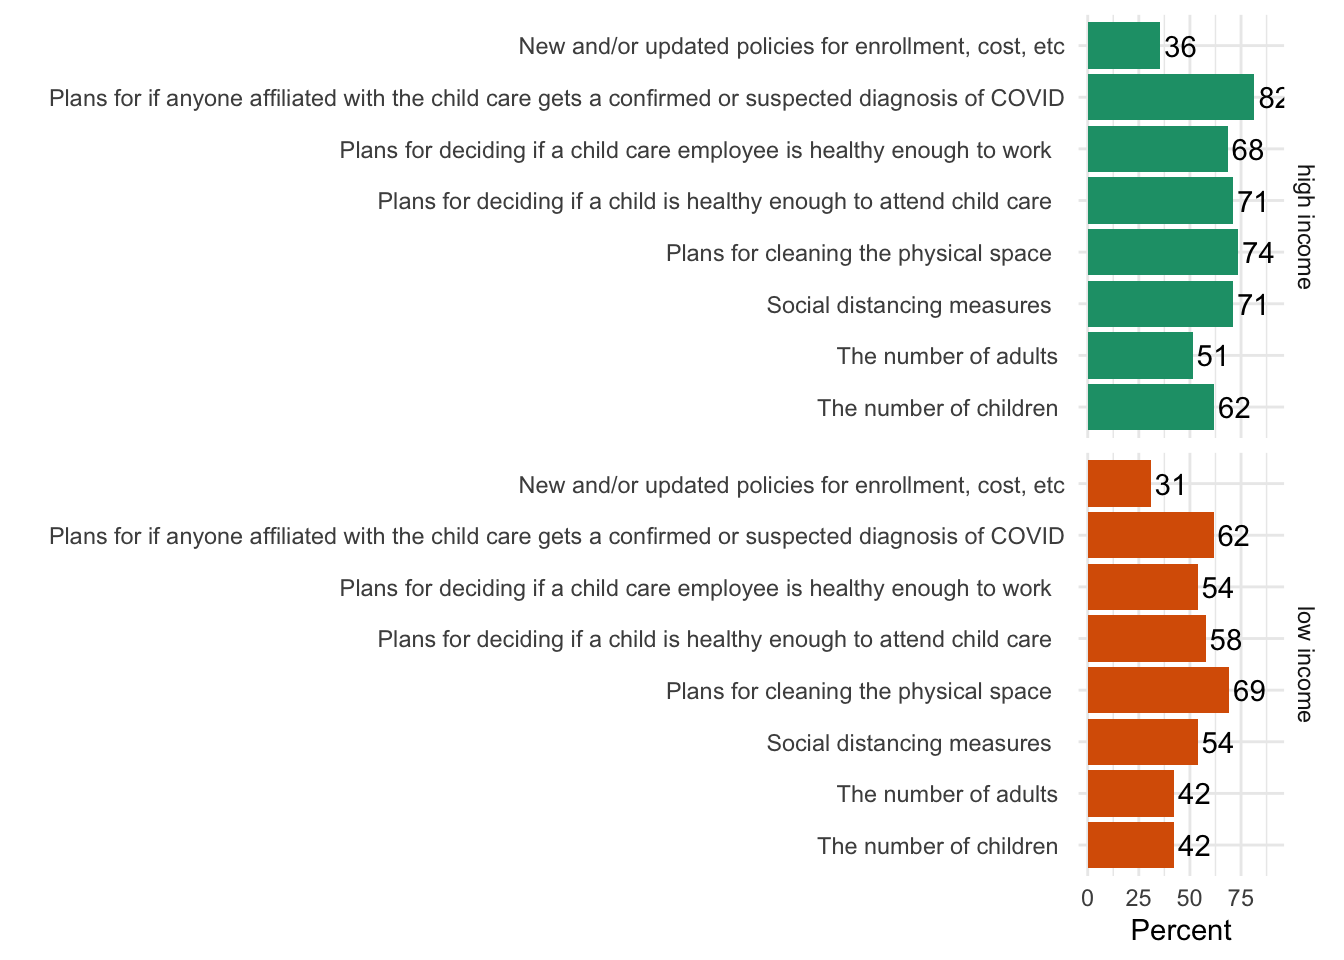 New and/or updated policies for enrollment, cost, etc 36
Plans for if anyone affiliated with the child care gets a confirmed or suspected diagnosis of COVID 82
Plans for deciding if a child care employee is healthy enough to work 68
Plans for deciding if a child is healthy enough to attend child care 71
Plans for cleaning the physical space 74
Social distancing measures 71
The number of adults 51
The number of children 62
high income
New and/or updated policies for enrollment, cost, etc 31
Plans for if anyone affiliated with the child care gets a confirmed or suspected diagnosis of COVID 62
Plans for deciding if a child care employee is healthy enough to work 54
Plans for deciding if a child is healthy enough to attend child care 58
Plans for cleaning the physical space 69
Social distancing measures 54
The number of adults 42
The number of children 42
low income
0 25 50 75
Percent